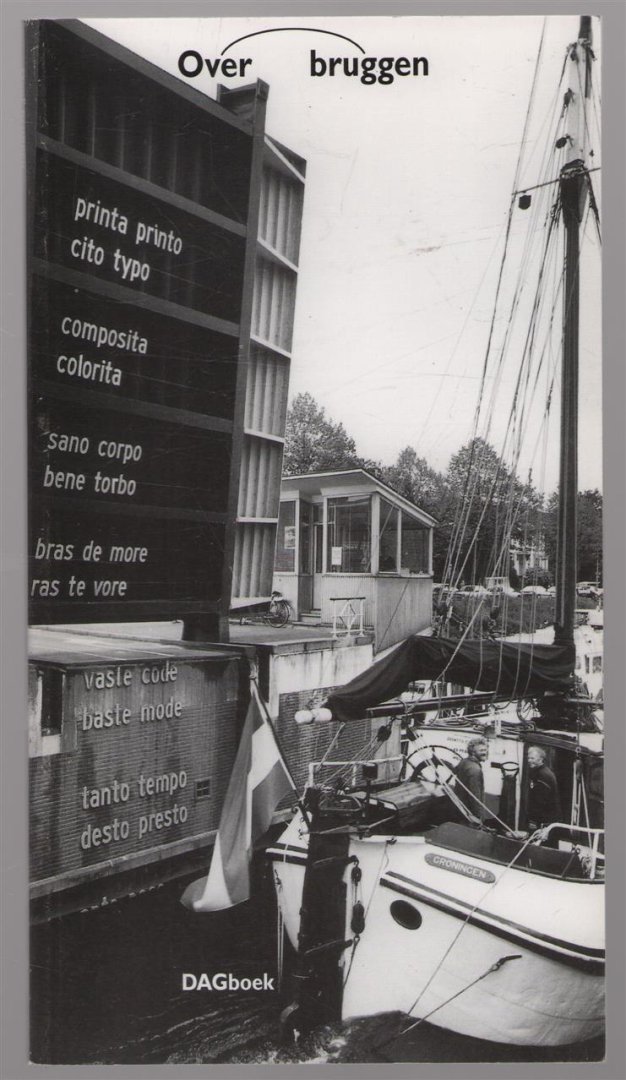 Over bruggen
printa printo
cito typo
composita
colorita
sano corpo
bene torbo
bras de more
ras te vore
vaste code
baste mode
tanto tempo
desto presto
GRONINGEN
DAGboek